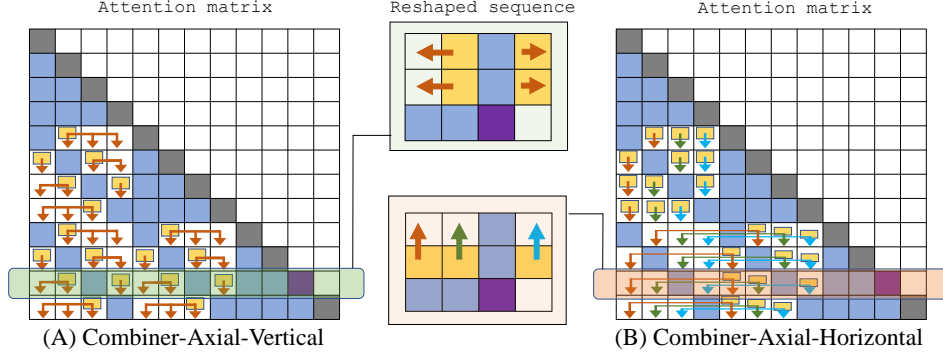 Attention matrix
Reshaped sequence
Attention matrix
(A) Combiner-Axial-Vertical
(B) Combiner-Axial-Horizontal